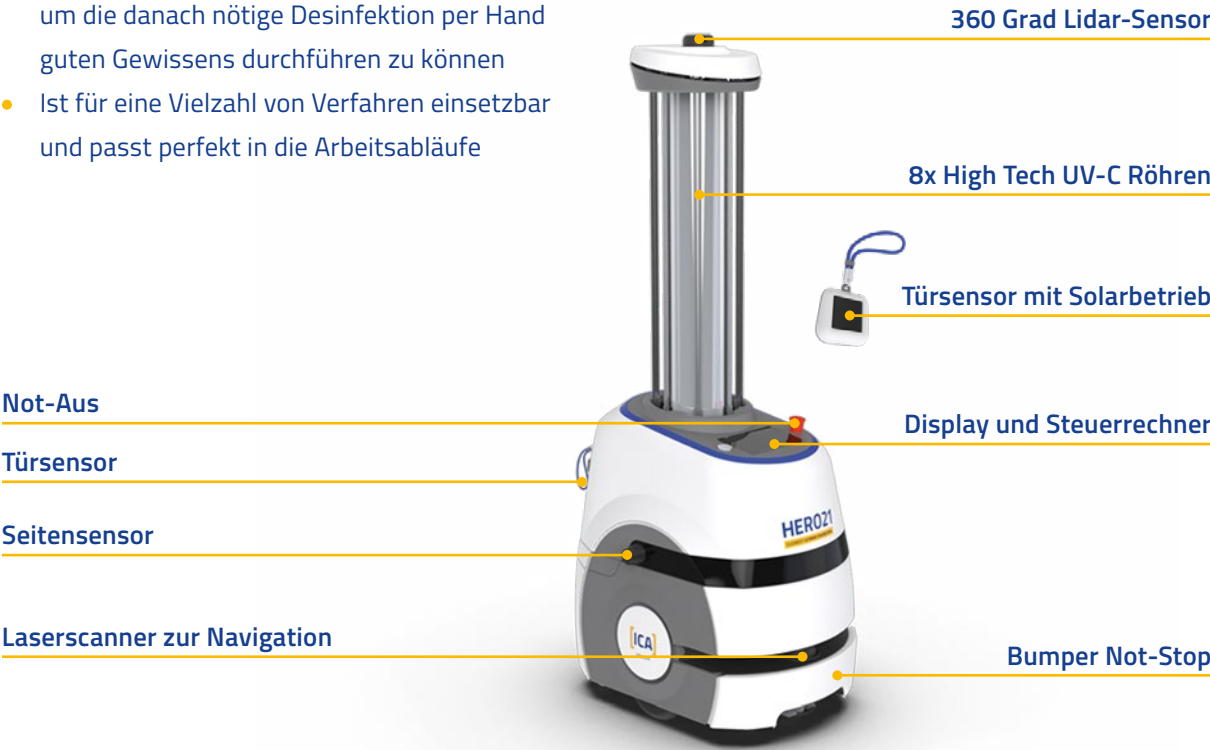 um die danach nötige Desinfektion per Hand
guten Gewissens durchführen zu können
• Ist für eine Vielzahl von Verfahren einsetzbar
und passt perfekt in die Arbeitsabläufe
360 Grad Lidar-Sensor
8x High Tech UV-C Röhren
Türsensor mit Solarbetrieb
Not-Aus
Display und Steuerrechner
Türsensor
Seitensensor
HERO21
Laserscanner zur Navigation
[ICA]
Bumper Not-Stop